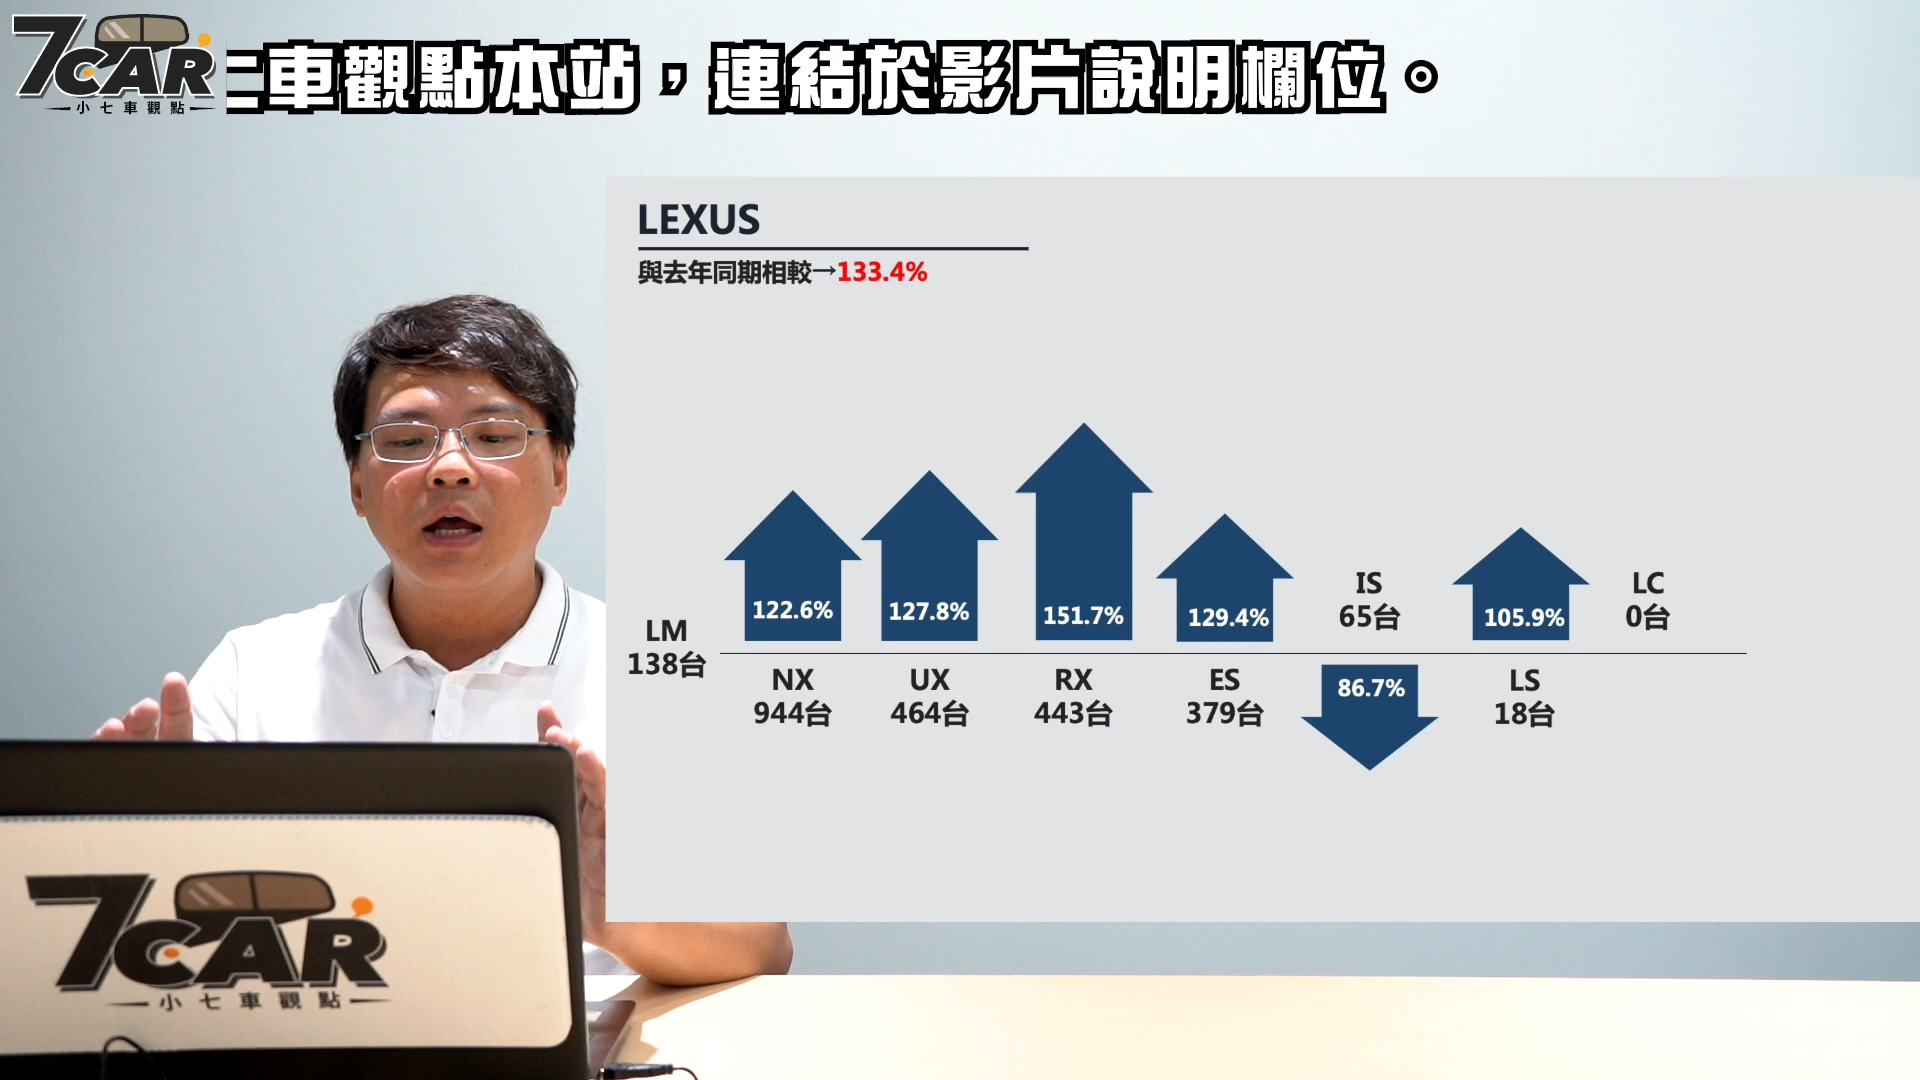 7CAR
小七車觀點
車觀點本站，連結於影片說明欄位。
LEXUS
與去年同期相較→133.4%
122.6%
127.8%
151.7%
129.4%
IS
65台
105.9%
LC
0台
LM
138台
NX
944台
UX
464台
RX
443台
ES
379台
86.7%
LS
18台
7CAR
小七車觀點